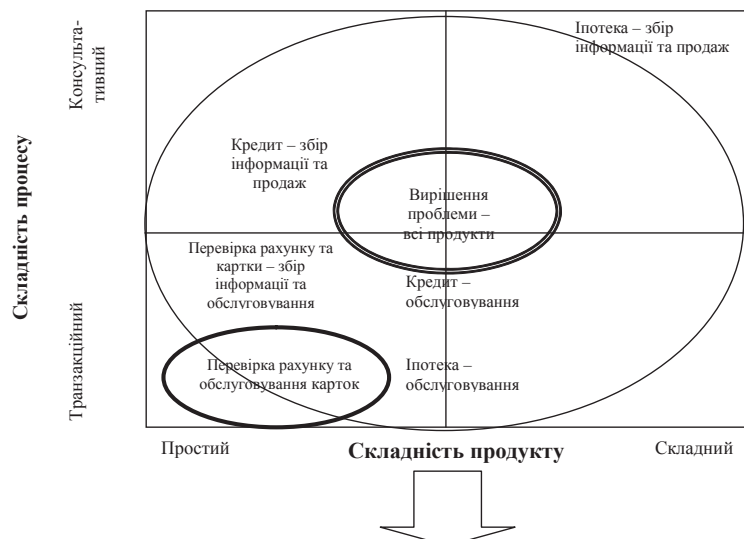 Складність процесу
Консульта-
тивний
Транзакційний
Іпотека – збір
інформації та продаж
Кредит – збір
інформації та
продаж
Вирішення
проблеми –
всі продукти
Перевірка рахунку та
картки – збір
інформації та
обслуговування
Кредит –
обслуговування
Перевірка рахунку та
обслуговування карток
Іпотека –
обслуговування
Простий
Складність продукту
Складний